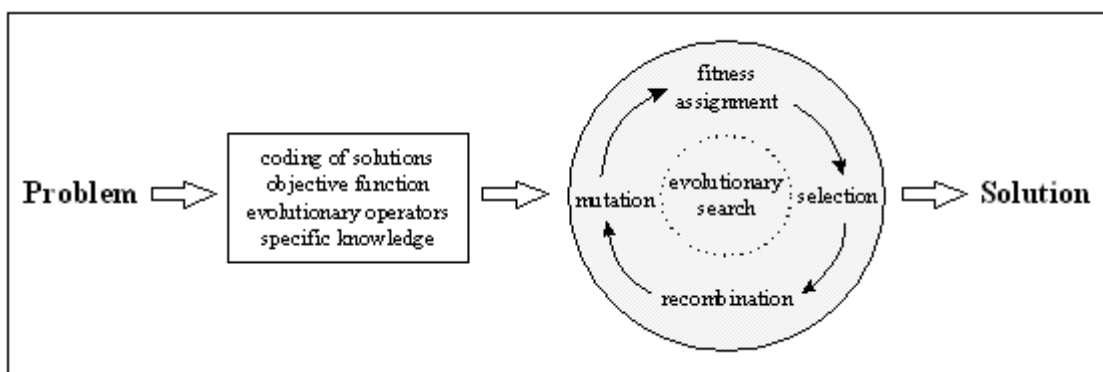 Problem
coding of solutions
objective function
evolutionary operators
specific knowledge
fitness
assignment
mutation
evolutionary
search
selection
recombination
Solution